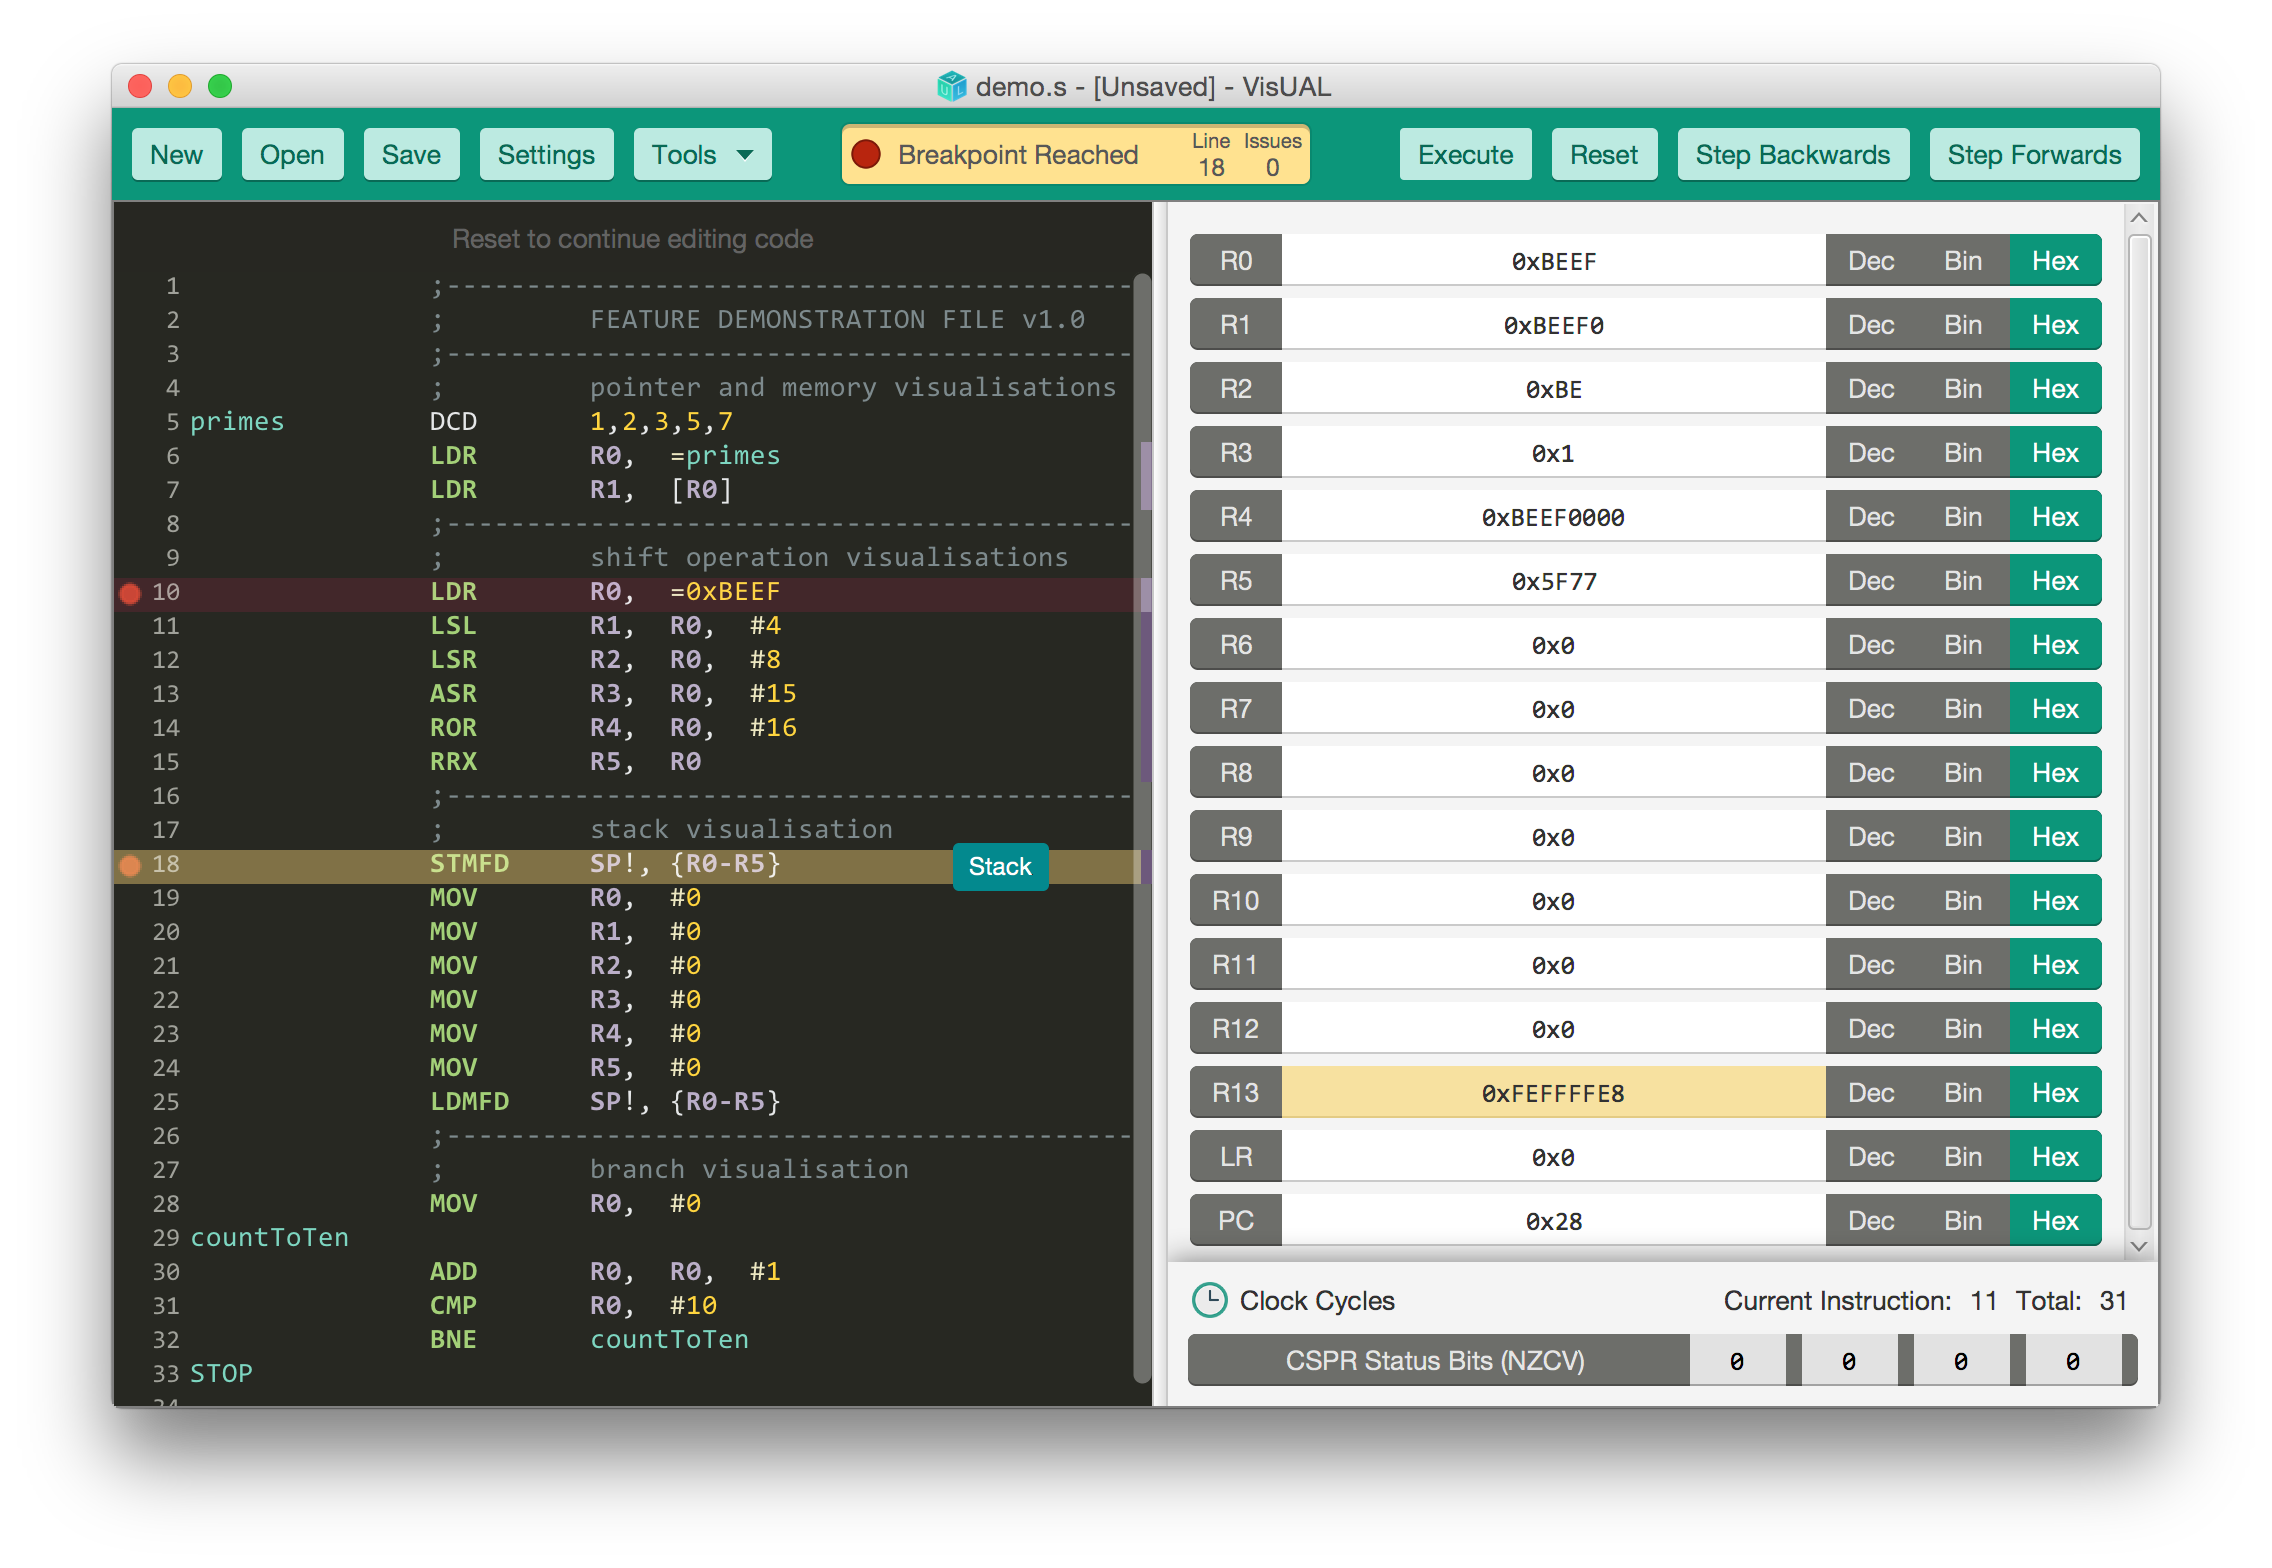 demo.s - [Unsaved] - VisUAL
New Open Save Settings Tools Breakpoint Reached Line 18 Issues 0 Execute Reset Step Backwards Step Forwards
Reset to continue editing code
1 ;-------------------------------------------
2 ; FEATURE DEMONSTRATION FILE v1.0
3 ;-------------------------------------------
4 ; pointer and memory visualisations
5 primes DCD 1,2,3,5,7
6 LDR R0, =primes
7 LDR R1, [R0]
8 ;-------------------------------------------
9 ; shift operation visualisations
10 LDR R0, =0xBEEF
11 LSL R1, R0, #4
12 LSR R2, R0, #8
13 ASR R3, R0, #15
14 ROR R4, R0, #16
15 RRX R5, R0
16 ;-------------------------------------------
17 ; stack visualisation
18 STMFD SP!, {R0-R5} Stack
19 MOV R0, #0
20 MOV R1, #0
21 MOV R2, #0
22 MOV R3, #0
23 MOV R4, #0
24 MOV R5, #0
25 LDMFD SP!, {R0-R5}
26 ;-------------------------------------------
27 ; branch visualisation
28 MOV R0, #0
29 countToTen
30 ADD R0, R0, #1
31 CMP R0, #10
32 BNE countToTen
33 STOP
34
R0 0xBEEF Dec Bin Hex
R1 0xBEEF0 Dec Bin Hex
R2 0xBE Dec Bin Hex
R3 0x1 Dec Bin Hex
R4 0xBEEF0000 Dec Bin Hex
R5 0x5F77 Dec Bin Hex
R6 0x0 Dec Bin Hex
R7 0x0 Dec Bin Hex
R8 0x0 Dec Bin Hex
R9 0x0 Dec Bin Hex
R10 0x0 Dec Bin Hex
R11 0x0 Dec Bin Hex
R12 0x0 Dec Bin Hex
R13 0xFEFFFFE8 Dec Bin Hex
LR 0x0 Dec Bin Hex
PC 0x28 Dec Bin Hex
Clock Cycles Current Instruction: 11 Total: 31
CSPR Status Bits (NZCV) 0 0 0 0